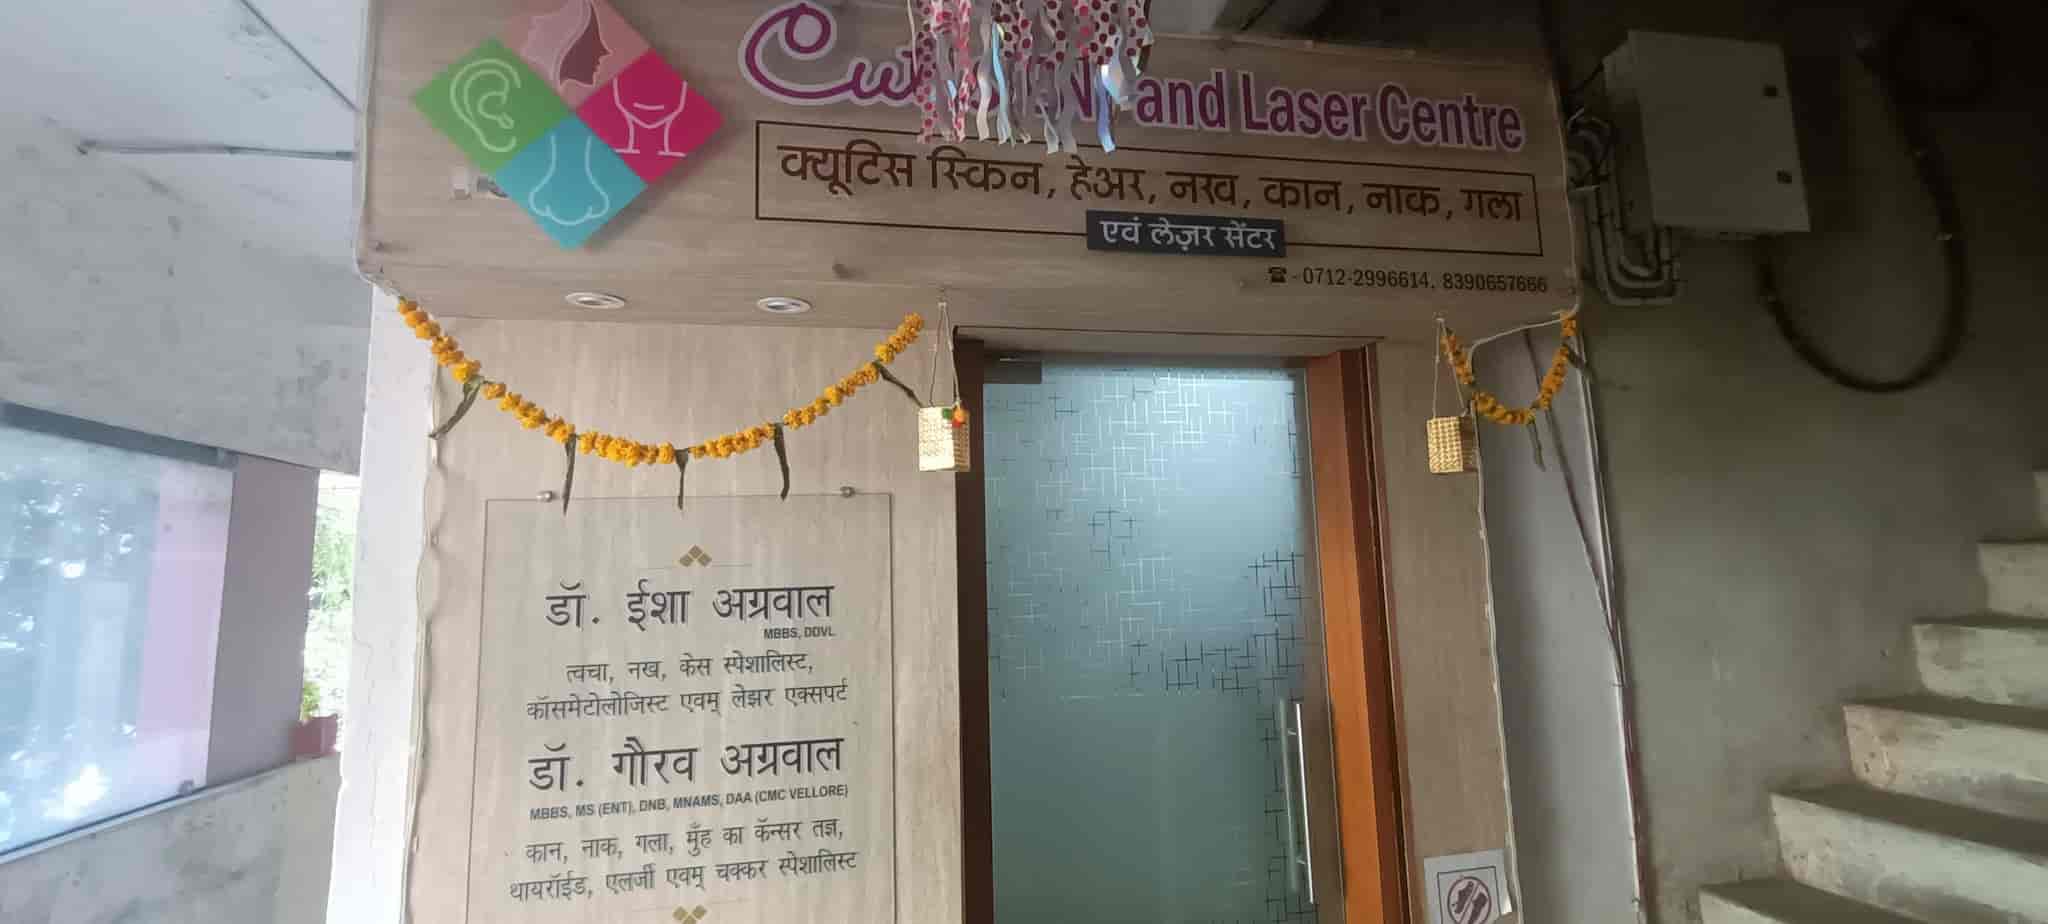 and Laser Centre
क्यूटिस स्किन, हेअर, नख, कान, नाक, गला
एवं लेज़र सेंटर
☎ - 0712-2996614, 8390657666
डॉ. ईशा अग्रवाल
MBBS, DDVL
त्वचा, नख, केस स्पेशालिस्ट,
कॉसमेटोलोजिस्ट एवम् लेझर एक्सपर्ट
डॉ. गौरव अग्रवाल
MBBS, MS (ENT), DNB, MNAMS, DAA (CMC VELLORE)
कान, नाक, गला, मुँह का कॅन्सर तज्ञ,
थायरॉईड, एलर्जी एवम् चक्कर स्पेशालिस्ट